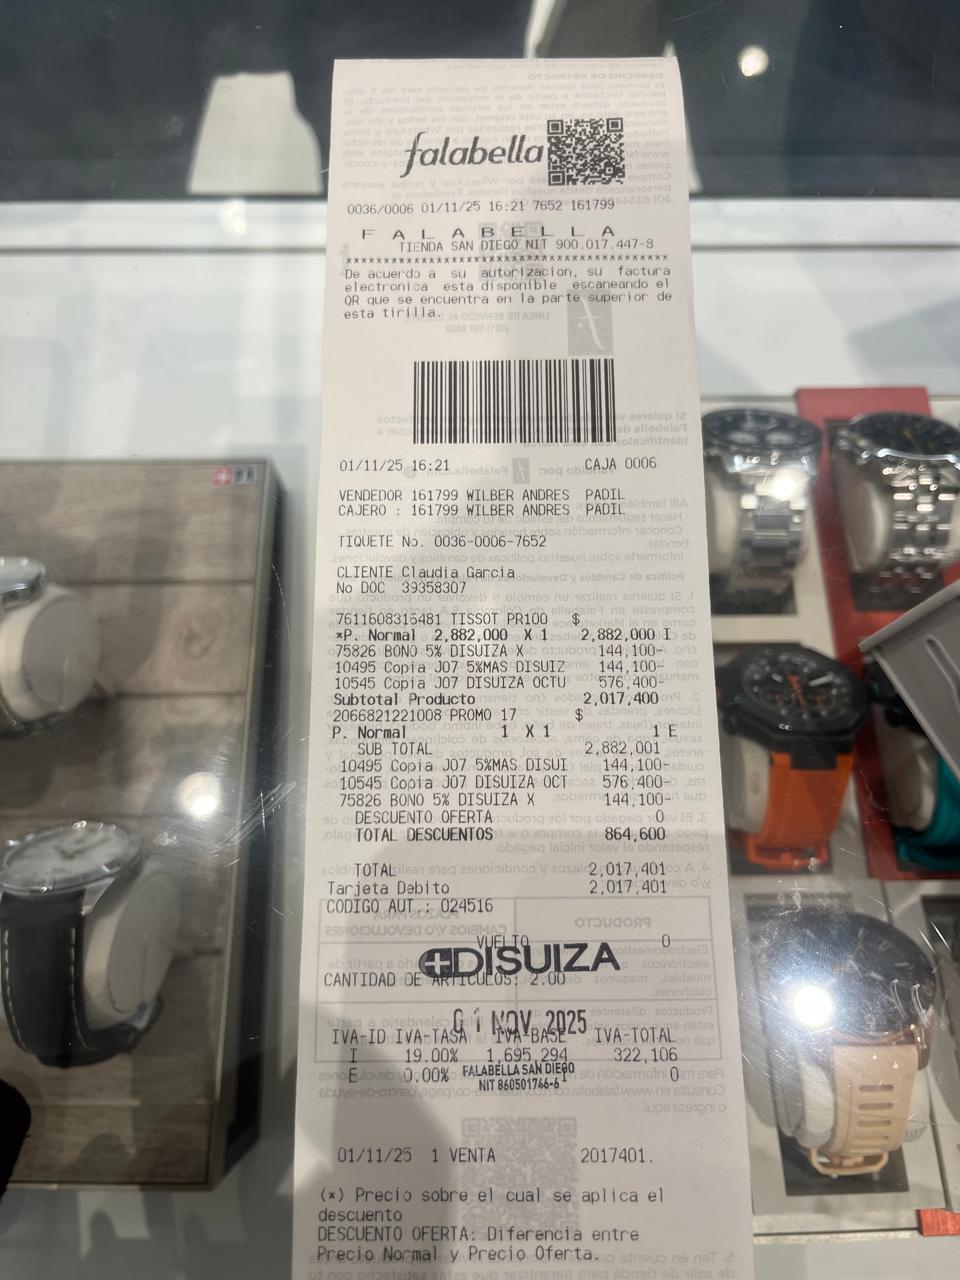 falabella
0036/0006 01/11/25 16:21 7652 161799
F A L A B E L L A
TIENDA SAN DIEGO NIT 900.017.447-8
****************************************
De acuerdo a su autorizacion, su factura
electronica esta disponible escaneando el
QR que se encuentra en la parte superior de
esta tirilla.
01/11/25 16:21 CAJA 0006
VENDEDOR 161799 WILBER ANDRES PADIL
CAJERO : 161799 WILBER ANDRES PADIL
TIQUETE No. 0036-0006-7652
CLIENTE Claudia Garcia
No DOC 39358307
7611608316481 TISSOT PR100 $
*P. Normal 2,882,000 X 1 2,882,000 I
75826 BONO 5% DISUIZA X 144,100-
10495 Copia J07 5%MAS DISUIZ 144,100-
10545 Copia J07 DISUIZA OCTU 576,400-
Subtotal Producto 2,017,400
2066821221008 PROMO 17 $
P. Normal 1 X 1 1 E
SUB TOTAL 2,882,001
10495 Copia J07 5%MAS DISUI 144,100-
10545 Copia J07 DISUIZA OCT 576,400-
75826 BONO 5% DISUIZA X 144,100-
DESCUENTO OFERTA
TOTAL DESCUENTOS 864,600
TOTAL 2,017,401
Tarjeta Debito 2,017,401
CODIGO AUT.: 024516
VUELTO 0
DISUIZA
CANTIDAD DE ARTICULOS: 2.00
01 NOV 2025
IVA-ID IVA-TASA IVA-BASE IVA-TOTAL
I 19.00% 1,695,294 322,106
E 0.00% 1 0
FALABELLA SAN DIEGO
NIT 860501766-6
01/11/25 1 VENTA 2017401.
(*) Precio sobre el cual se aplica el
descuento
DESCUENTO OFERTA: Diferencia entre
Precio Normal y Precio Oferta.